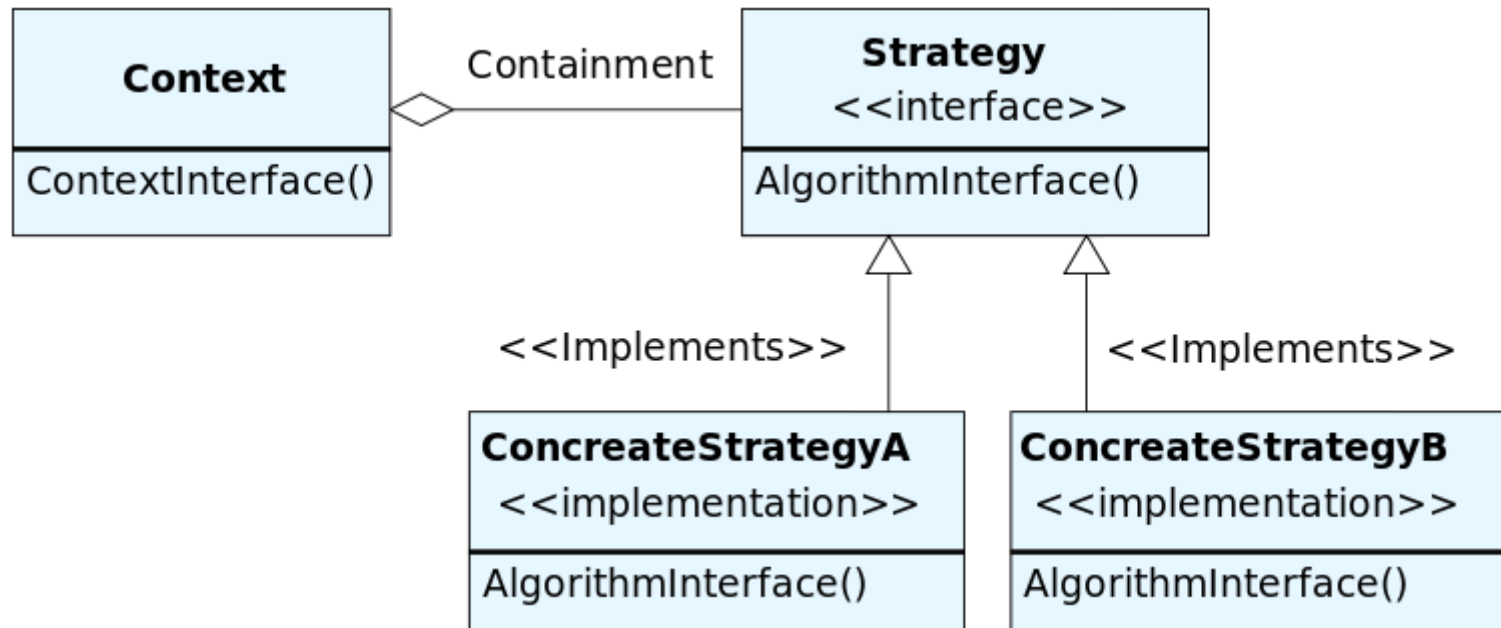 Context
ContextInterface()
Containment
Strategy
<<interface>>
AlgorithmInterface()
<<Implements>>
<<Implements>>
ConcreateStrategyA
<<implementation>>
AlgorithmInterface()
ConcreateStrategyB
<<implementation>>
AlgorithmInterface()